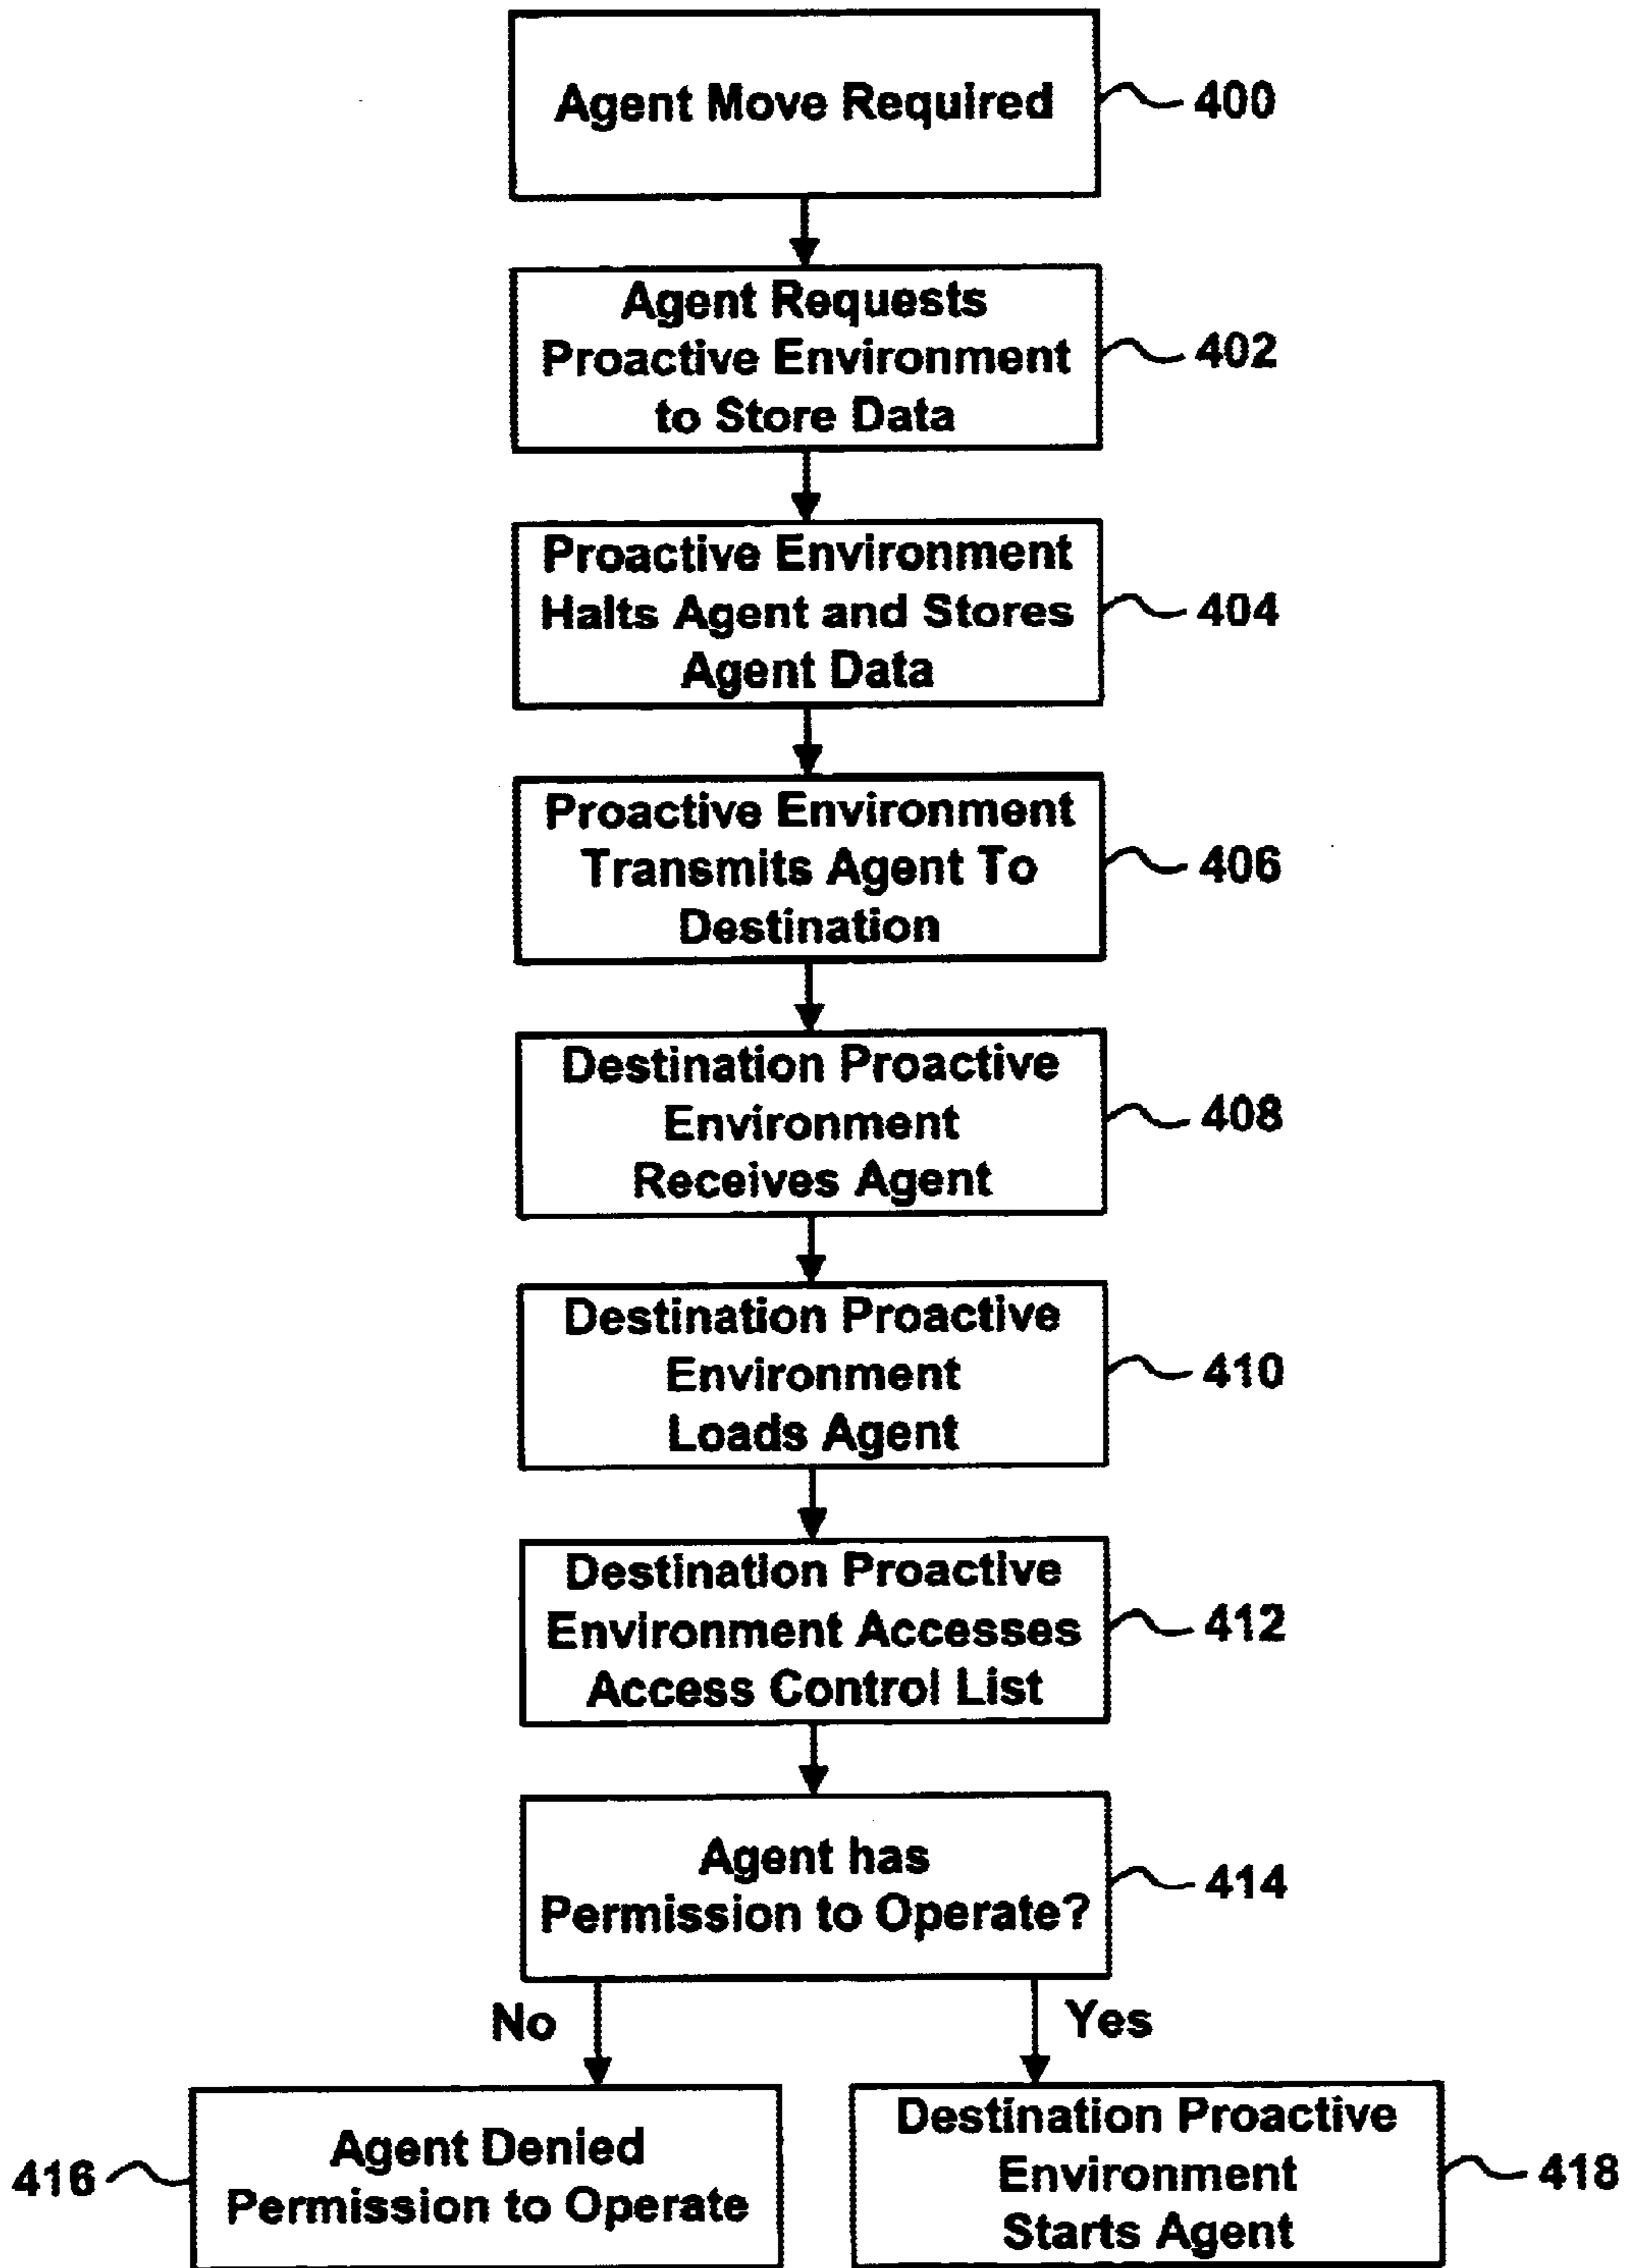 Agent Move Required
400
Agent Requests
Proactive Environment
to Store Data
402
Proactive Environment
Halts Agent and Stores
Agent Data
404
Proactive Environment
Transmits Agent To
Destination
406
Destination Proactive
Environment
Receives Agent
408
Destination Proactive
Environment
Loads Agent
410
Destination Proactive
Environment Accesses
Access Control List
412
Agent has
Permission to Operate?
414
No
Yes
416
Agent Denied
Permission to Operate
Destination Proactive
Environment
Starts Agent
418